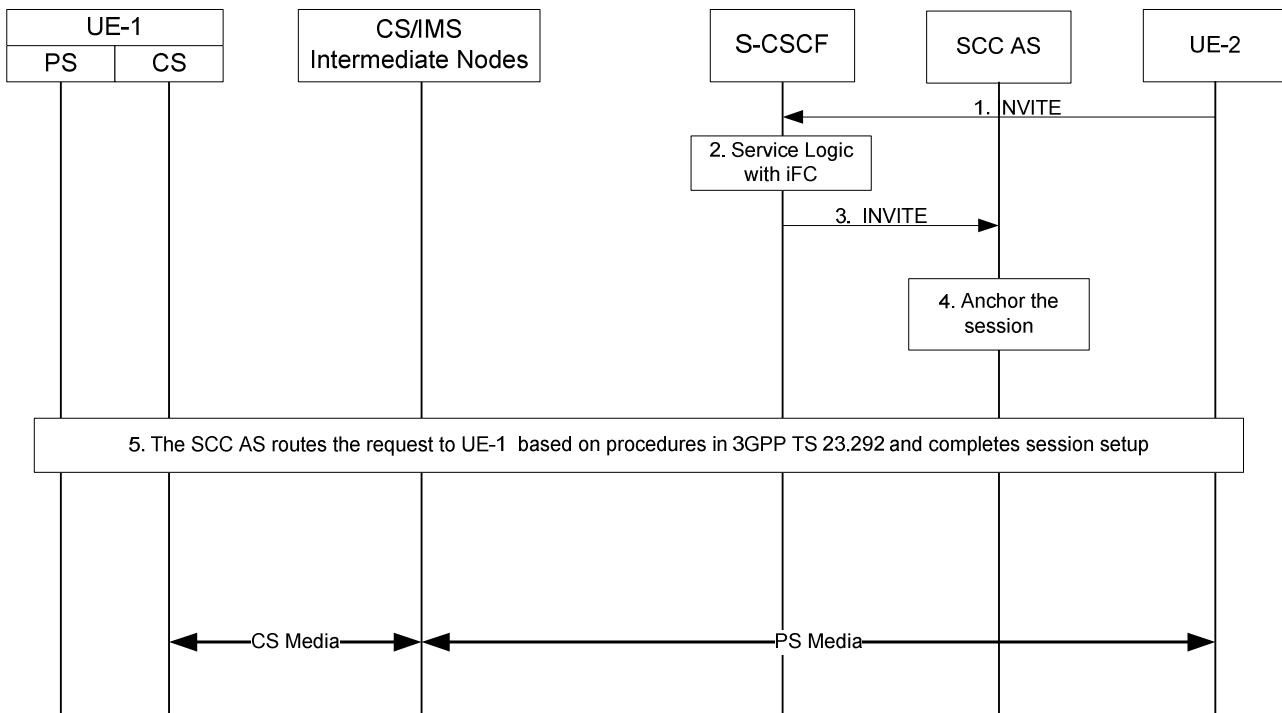 UE-1
PS CS
CS/IMS
Intermediate Nodes
S-CSCF
SCC AS
UE-2
1. NVITE
2. Service Logic
with iFC
3. INVITE
4. Anchor the
session
5. The SCC AS routes the request to UE-1 based on procedures in 3GPP TS 23.292 and completes session setup
CS Media
PS Media